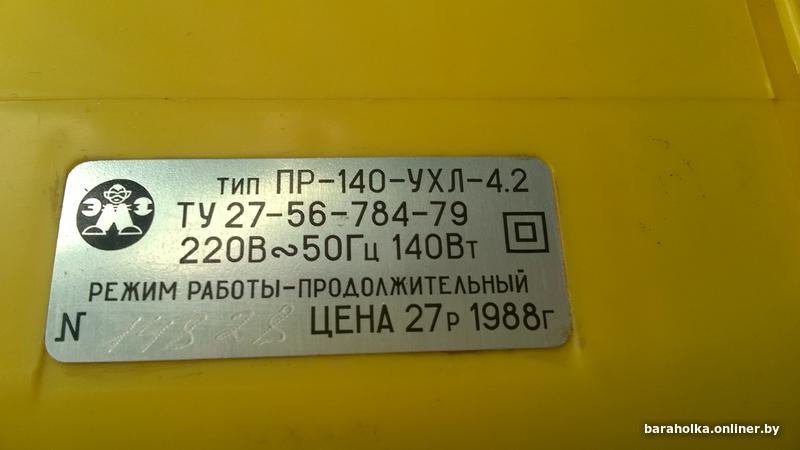 тип ПР-140-УХЛ-4.2
ТУ 27-56-784-79
220В~50Гц 140Вт
РЕЖИМ РАБОТЫ-ПРОДОЛЖИТЕЛЬНЫЙ
N ЦЕНА 27р 1988г
baraholka.onliner.by